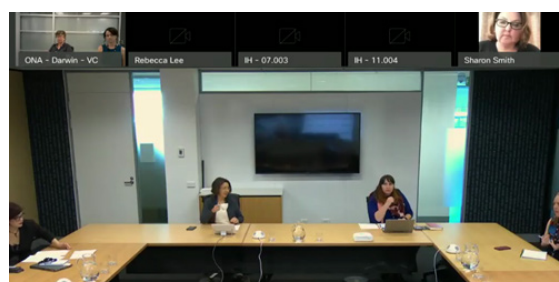 ONA - Darwin - VC
Rebecca Lee
IH - 07.003
IH - 11.004
Sharon Smith